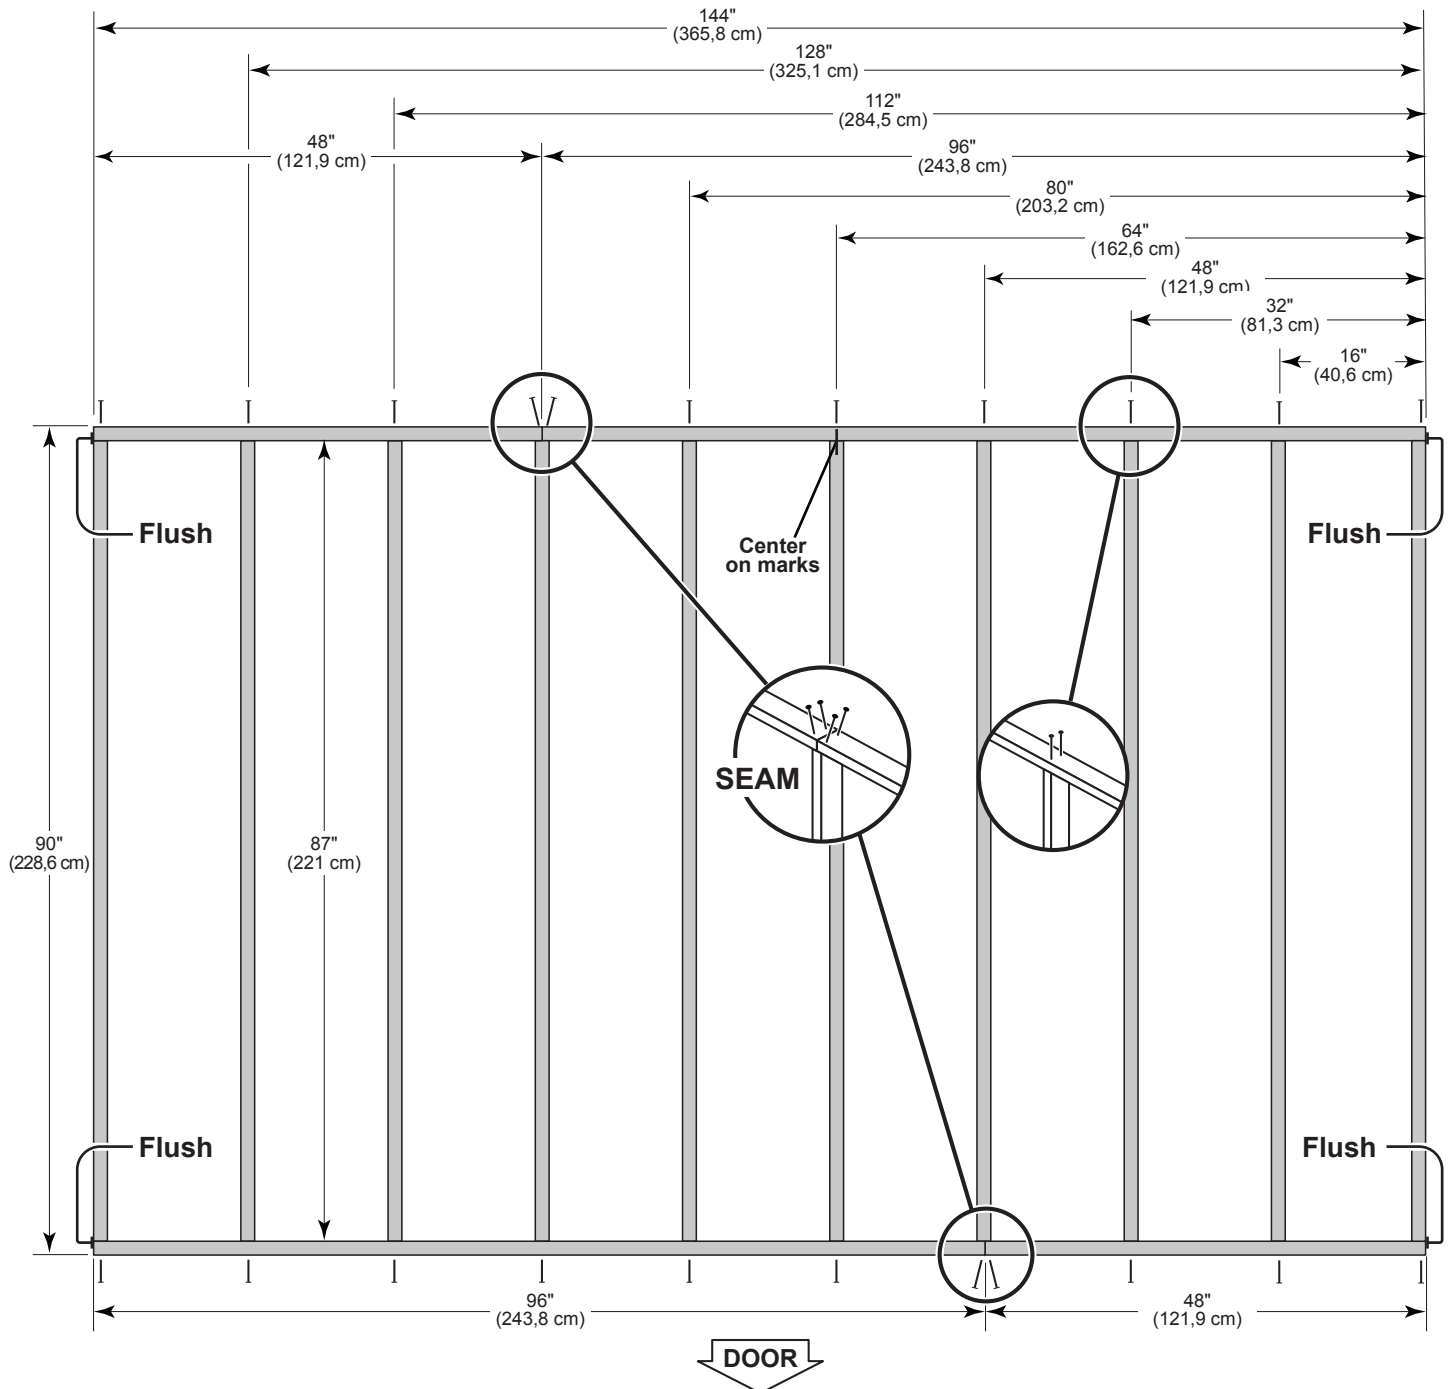 144"
(365,8 cm)
128"
(325,1 cm)
112"
(284,5 cm)
48"
(121,9 cm)
96"
(243,8 cm)
80"
(203,2 cm)
64"
(162,6 cm)
48"
(121,9 cm)
32"
(81,3 cm)
16"
(40,6 cm)
Flush
Center
on marks
Flush
SEAM
90"
(228,6 cm)
87"
(221 cm)
Flush
Flush
96"
(243,8 cm)
48"
(121,9 cm)
DOOR